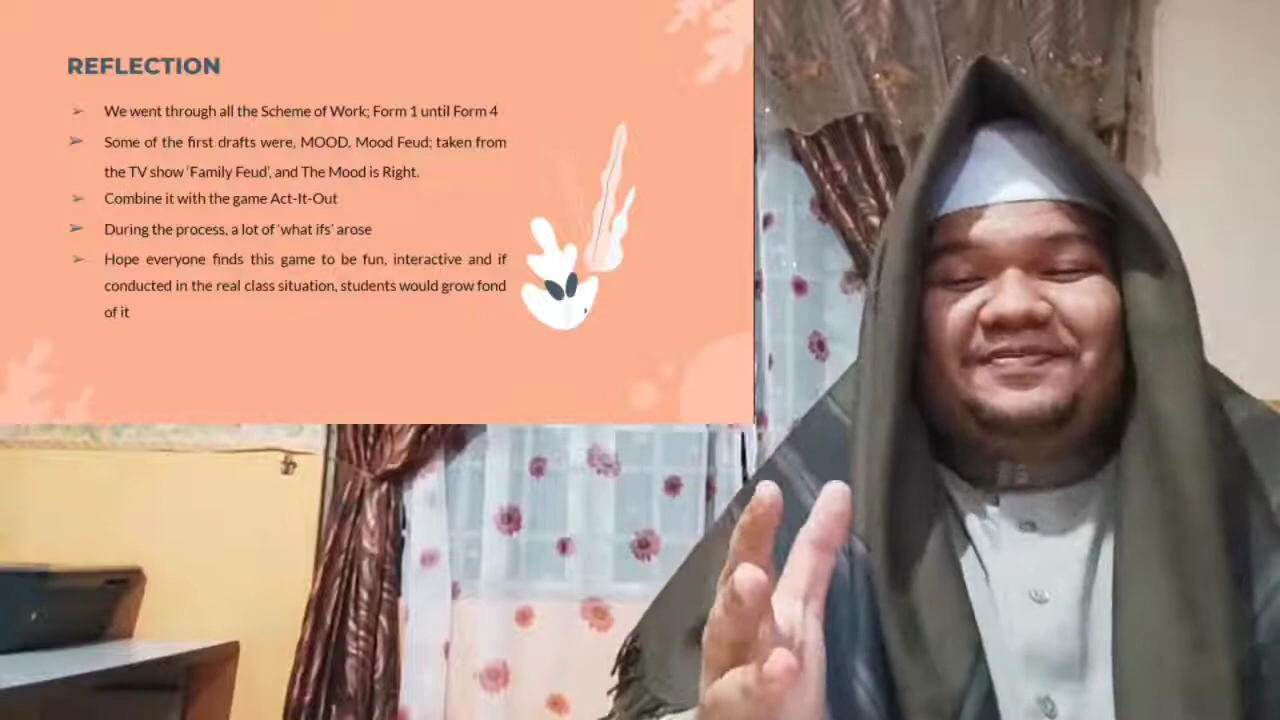 REFLECTION
We went through all the Scheme of Work; Form 1 until Form 4
Some of the first drafts were, MOOD, Mood Feud; taken from
the TV show ‘Family Feud’, and The Mood is Right.
Combine it with the game Act-It-Out
During the process, a lot of ‘what ifs’ arose
Hope everyone finds this game to be fun, interactive and if
conducted in the real class situation, students would grow fond
of it